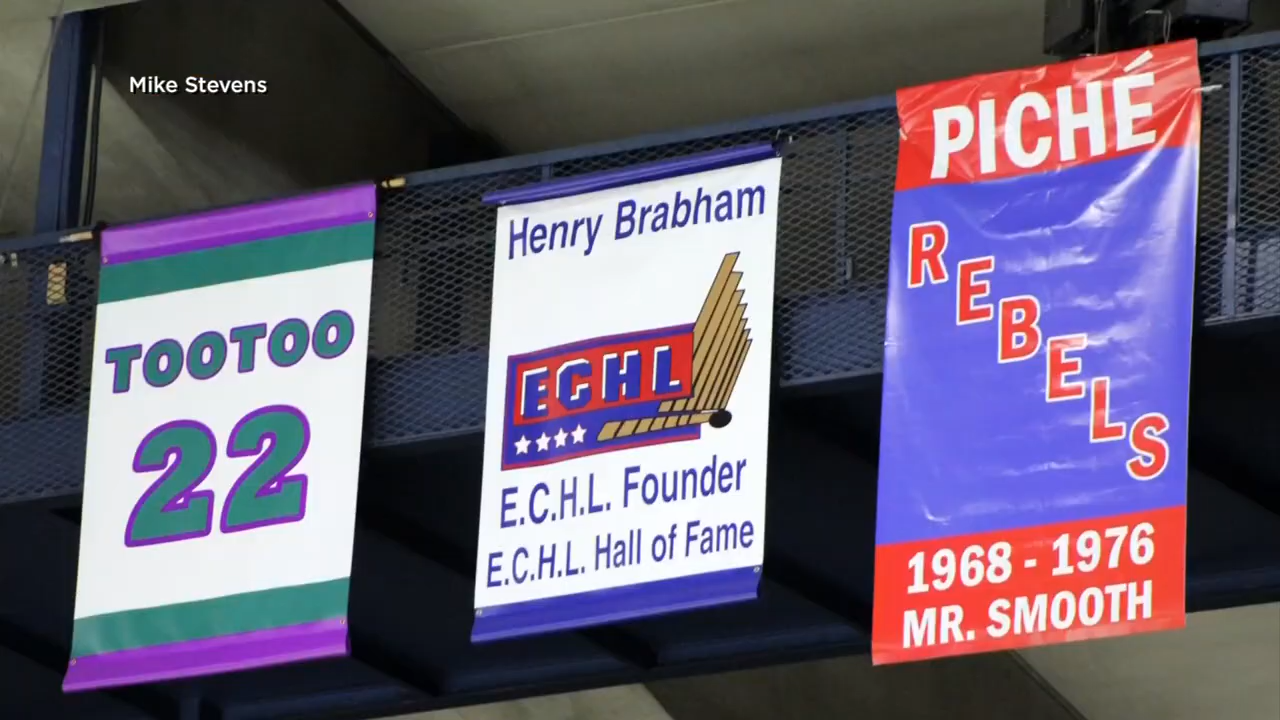 Mike Stevens
TOOTOO
22
Henry Brabham
ECHL
E.C.H.L. Founder
E.C.H.L. Hall of Fame
PICHÉ
REBELS
1968 - 1976
MR. SMOOTH